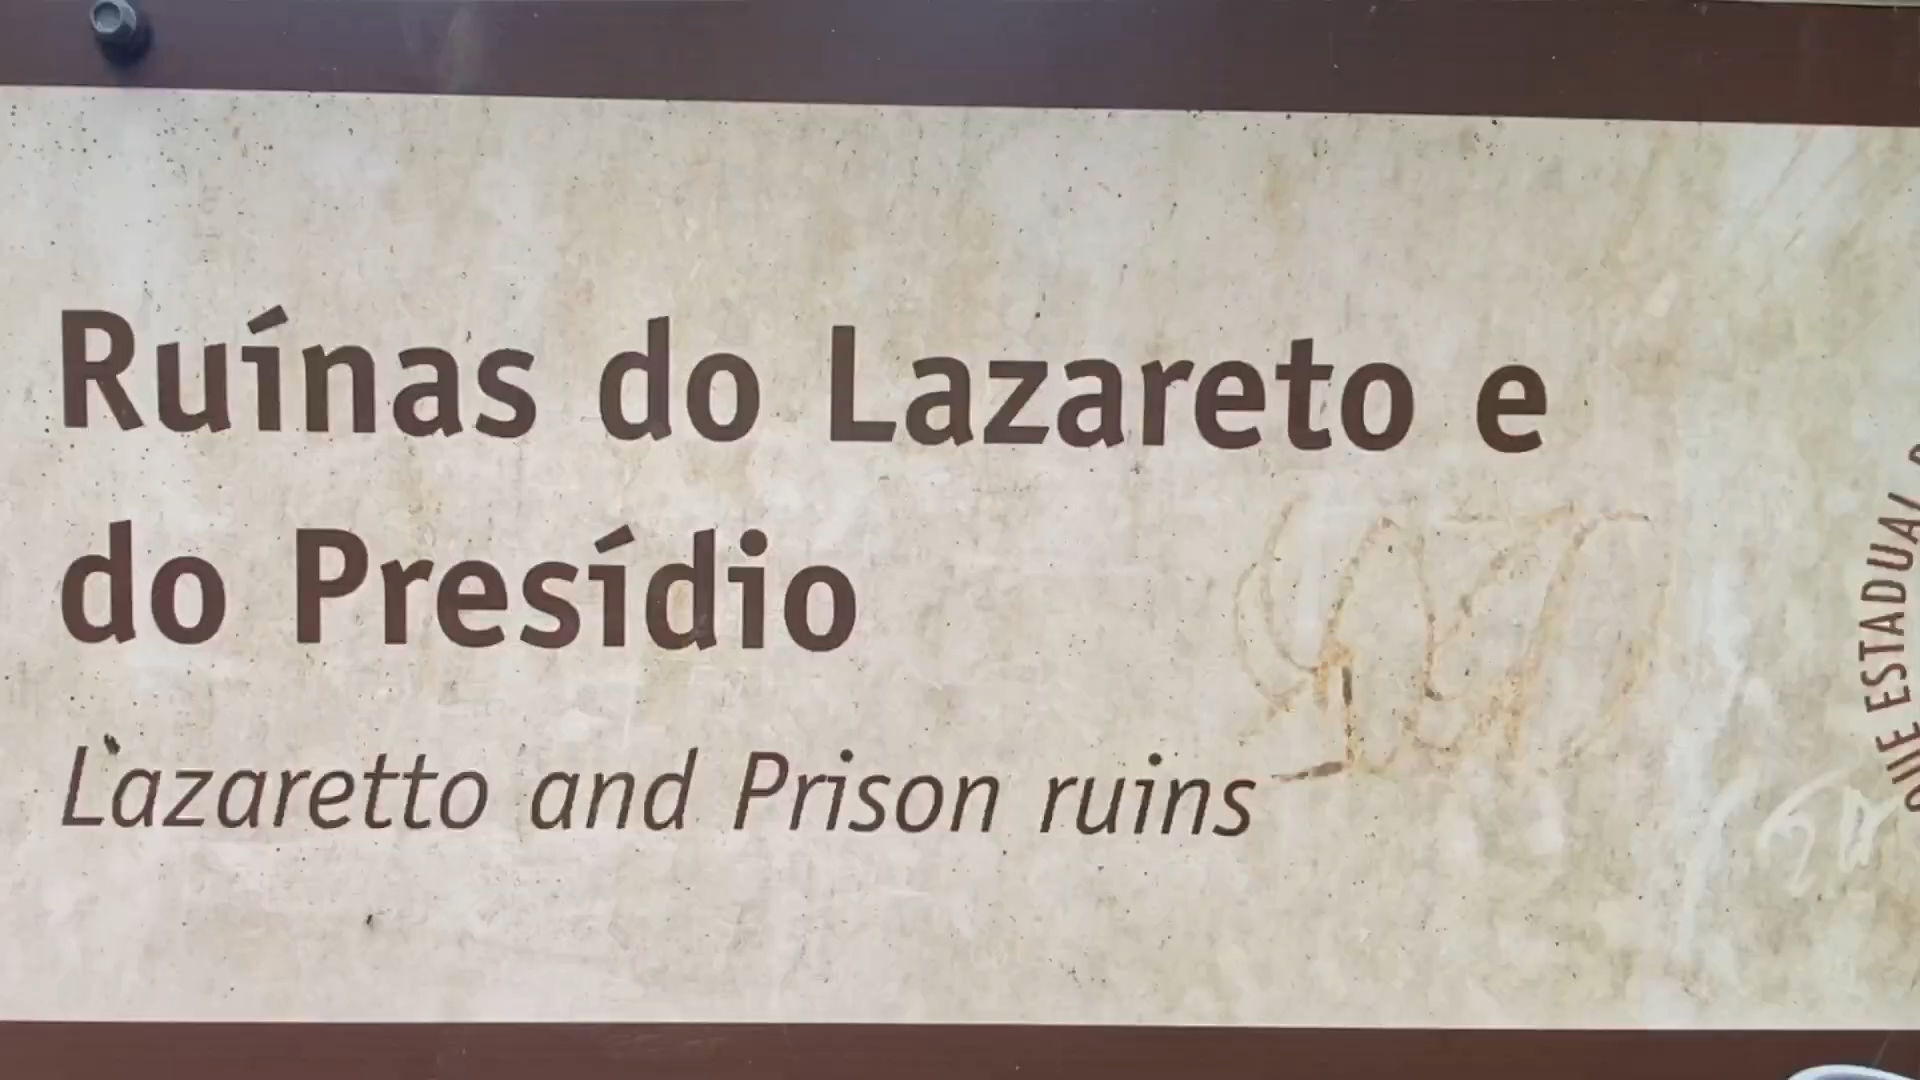 Ruínas do Lazareto e
do Presídio
Lazaretto and Prison ruins
ESTADUAL